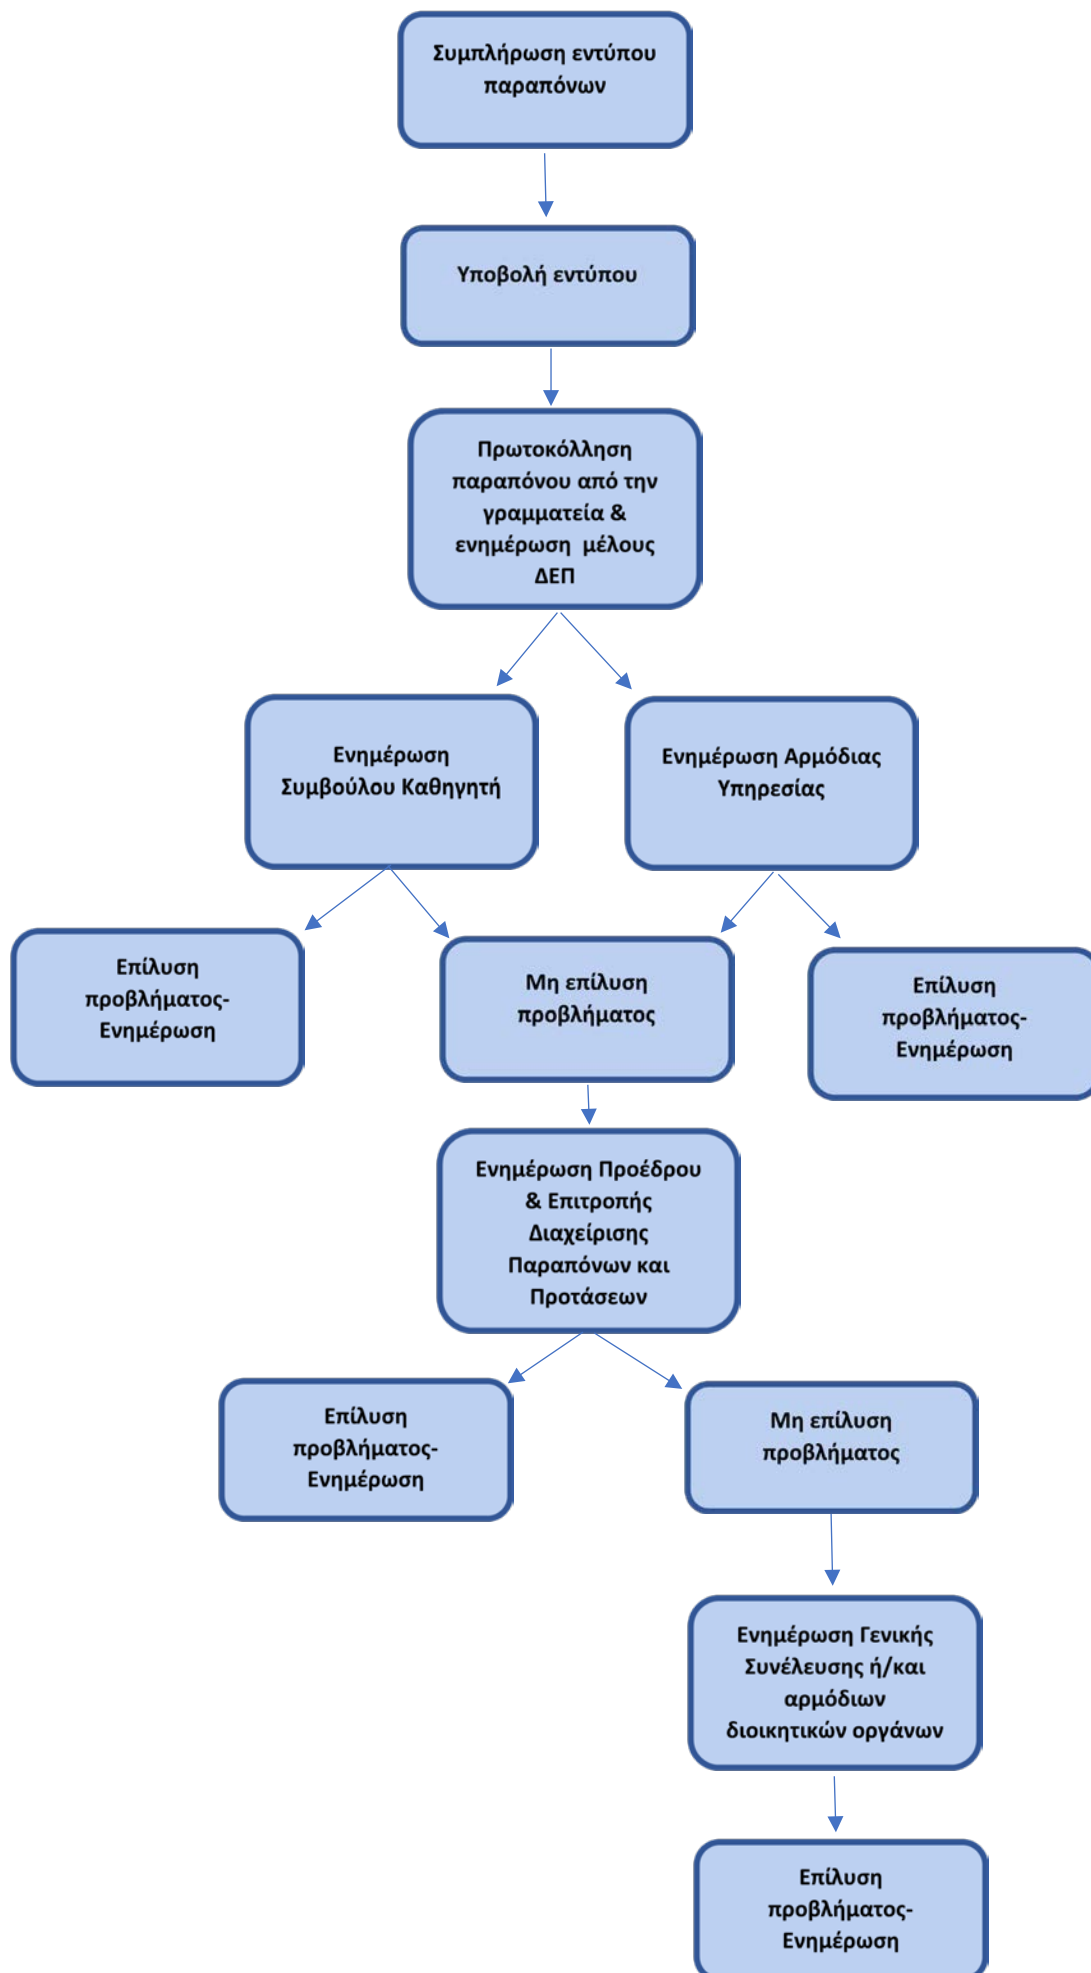 Συμπλήρωση εντύπου
παραπόνων
Υποβολή εντύπου
Πρωτοκόλληση
παραπόνου από την
γραμματεία &
ενημέρωση μέλους
ΔΕΠ
Ενημέρωση
Συμβούλου Καθηγητή
Ενημέρωση Αρμόδιας
Υπηρεσίας
Επίλυση
προβλήματος-
Ενημέρωση
Μη επίλυση
προβλήματος
Επίλυση
προβλήματος-
Ενημέρωση
Ενημέρωση Προέδρου
& Επιτροπής
Διαχείρισης
Παραπόνων και
Προτάσεων
Επίλυση
προβλήματος-
Ενημέρωση
Μη επίλυση
προβλήματος
Ενημέρωση Γενικής
Συνέλευσης ή/και
αρμόδιων
διοικητικών οργάνων
Επίλυση
προβλήματος-
Ενημέρωση